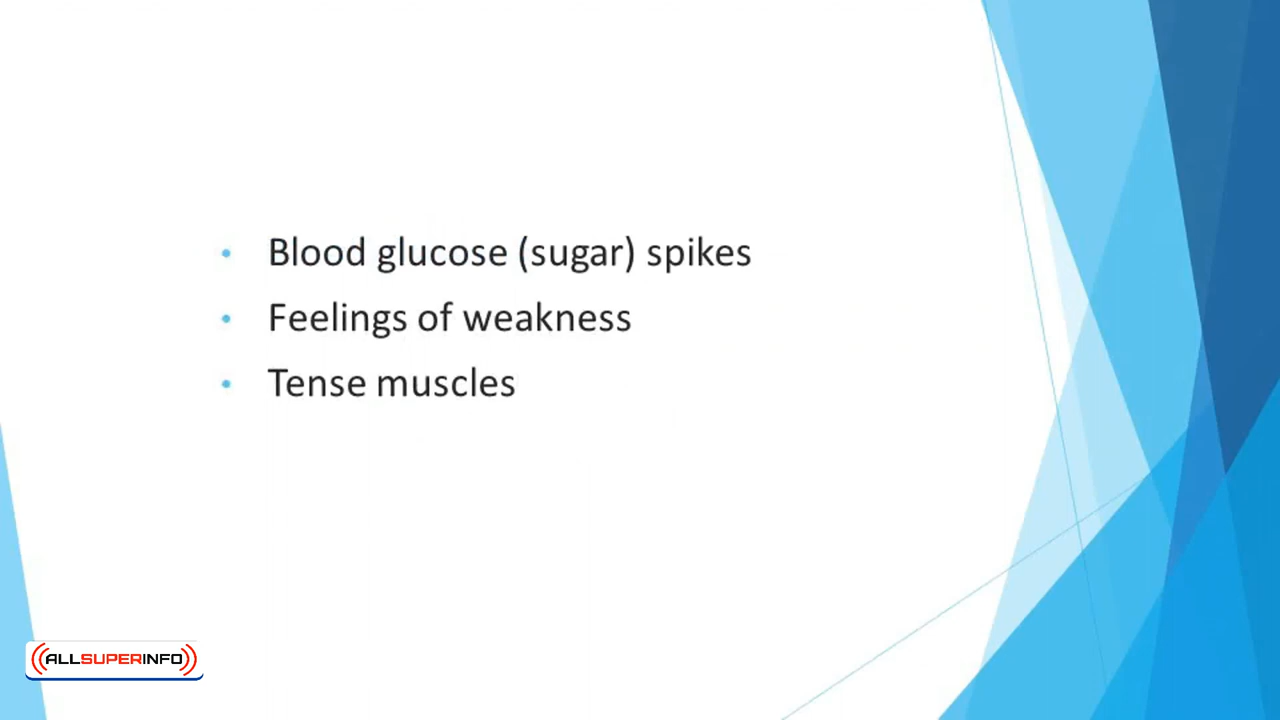 • Blood glucose (sugar) spikes
• Feelings of weakness
• Tense muscles
ALLSUPERINFO